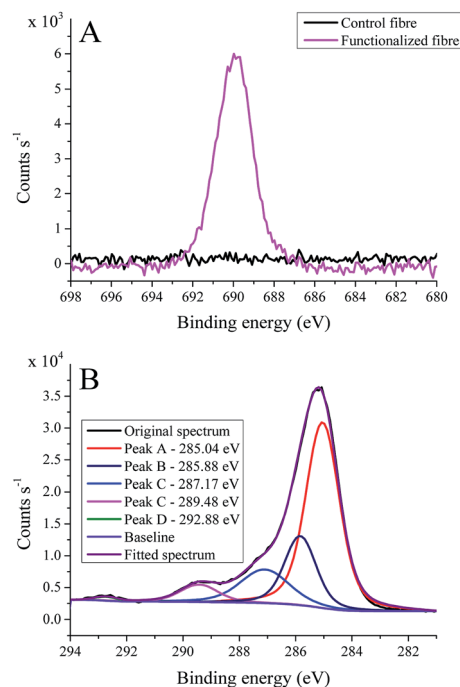 x 10³
A
Control fibre
Functionalized fibre
6
5
4
3
2
1
0
Counts s⁻¹
698 696 694 692 690 688 686 684 682 680
Binding energy (eV)
x 10⁴
B
Original spectrum
Peak A - 285.04 eV
Peak B - 285.88 eV
Peak C - 287.17 eV
Peak C - 289.48 eV
Peak D - 292.88 eV
Baseline
Fitted spectrum
3.5
3.0
2.5
2.0
1.5
1.0
0.5
0.0
Counts s⁻¹
294 292 290 288 286 284 282
Binding energy (eV)